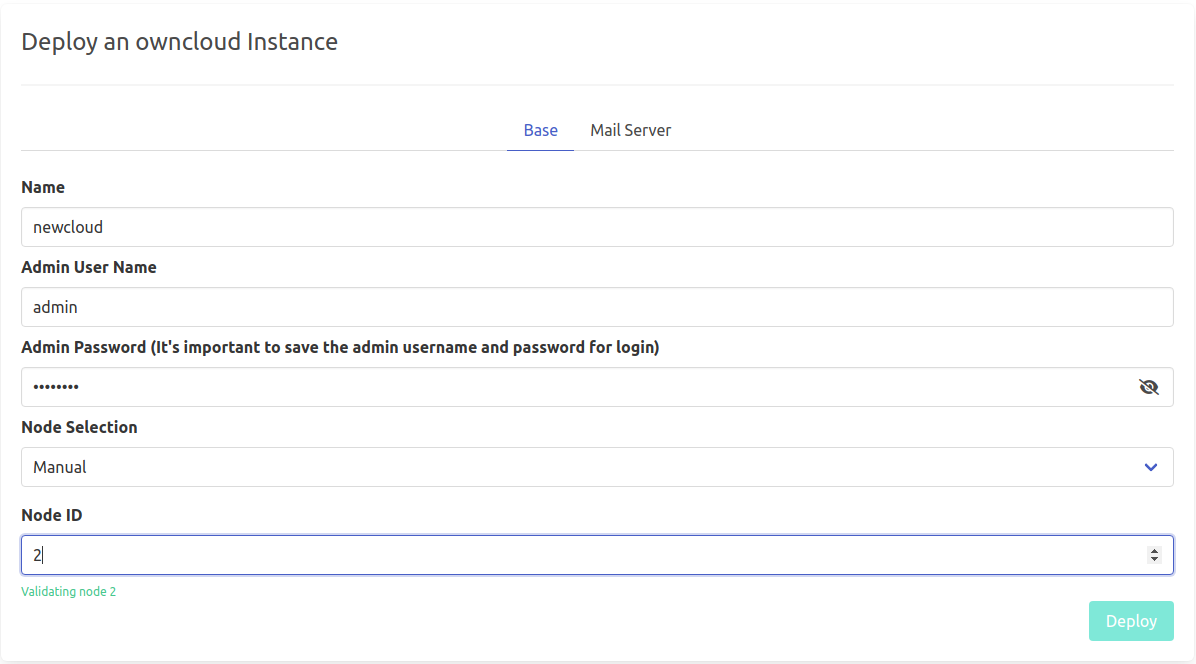 Deploy an owncloud Instance
Base Mail Server
Name
newcloud
Admin User Name
admin
Admin Password (It's important to save the admin username and password for login)
••••••••
Node Selection
Manual
Node ID
2
Validating node 2
Deploy